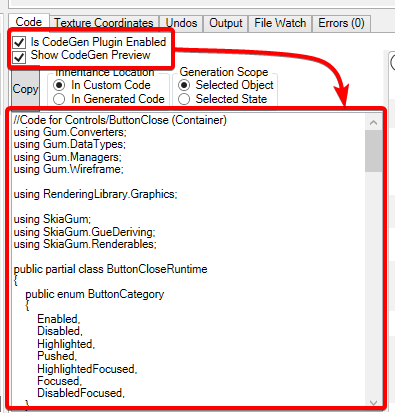 Code Texture Coordinates Undos Output File Watch Errors (0)
Is CodeGen Plugin Enabled
Show CodeGen Preview
Copy
Inheritance Location
In Custom Code
In Generated Code
Generation Scope
Selected Object
Selected State
//Code for Controls/ButtonClose (Container)
using Gum.Converters;
using Gum.DataTypes;
using Gum.Managers;
using Gum.Wireframe;
using RenderingLibrary.Graphics;
using SkiaGum;
using SkiaGum.GueDeriving;
using SkiaGum.Renderables;
public partial class ButtonCloseRuntime
{
public enum ButtonCategory
{
Enabled,
Disabled,
Highlighted,
Pushed,
HighlightedFocused,
Focused,
DisabledFocused,
}